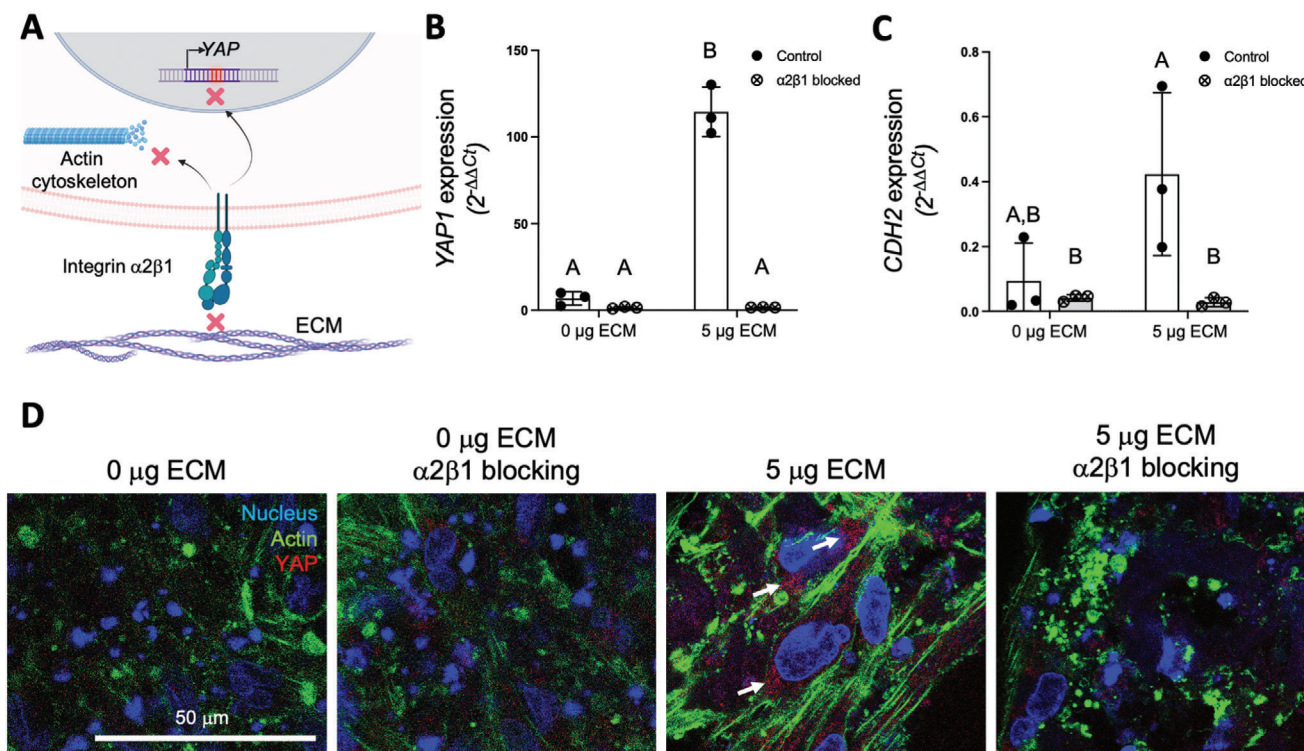 A
YAP
Actin
cytoskeleton
Integrin α2β1
ECM
B
YAP1 expression
(2-ΔΔCt)
150
100
50
0
A
A
B
A
Control
α2β1 blocked
0 µg ECM
5 µg ECM
C
CDH2 expression
(2-ΔΔCt)
0.8
0.6
0.4
0.2
0.0
A,B
B
A
B
Control
α2β1 blocked
0 µg ECM
5 µg ECM
D
0 µg ECM
0 µg ECM
α2β1 blocking
5 µg ECM
5 µg ECM
α2β1 blocking
Nucleus
Actin
YAP
50 µm